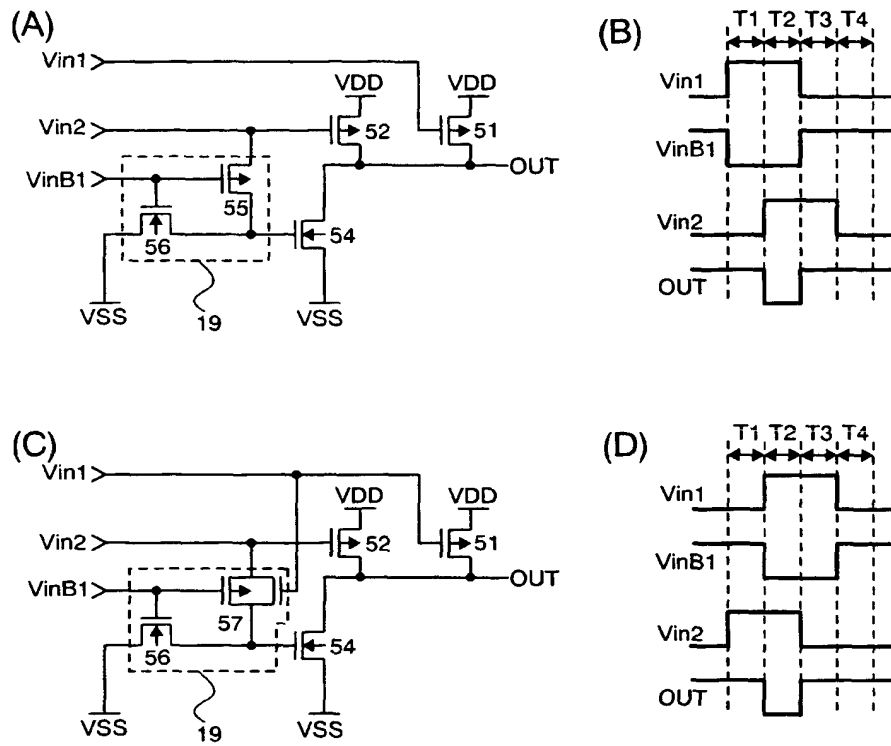 (A)
Vin1
VDD
VDD
Vin2
52
51
OUT
VinB1
55
56
54
VSS
19
VSS
(B)
T1 T2 T3 T4
Vin1
VinB1
Vin2
OUT
(C)
Vin1
VDD
VDD
Vin2
52
51
OUT
VinB1
57
56
54
VSS
19
VSS
(D)
T1 T2 T3 T4
Vin1
VinB1
Vin2
OUT